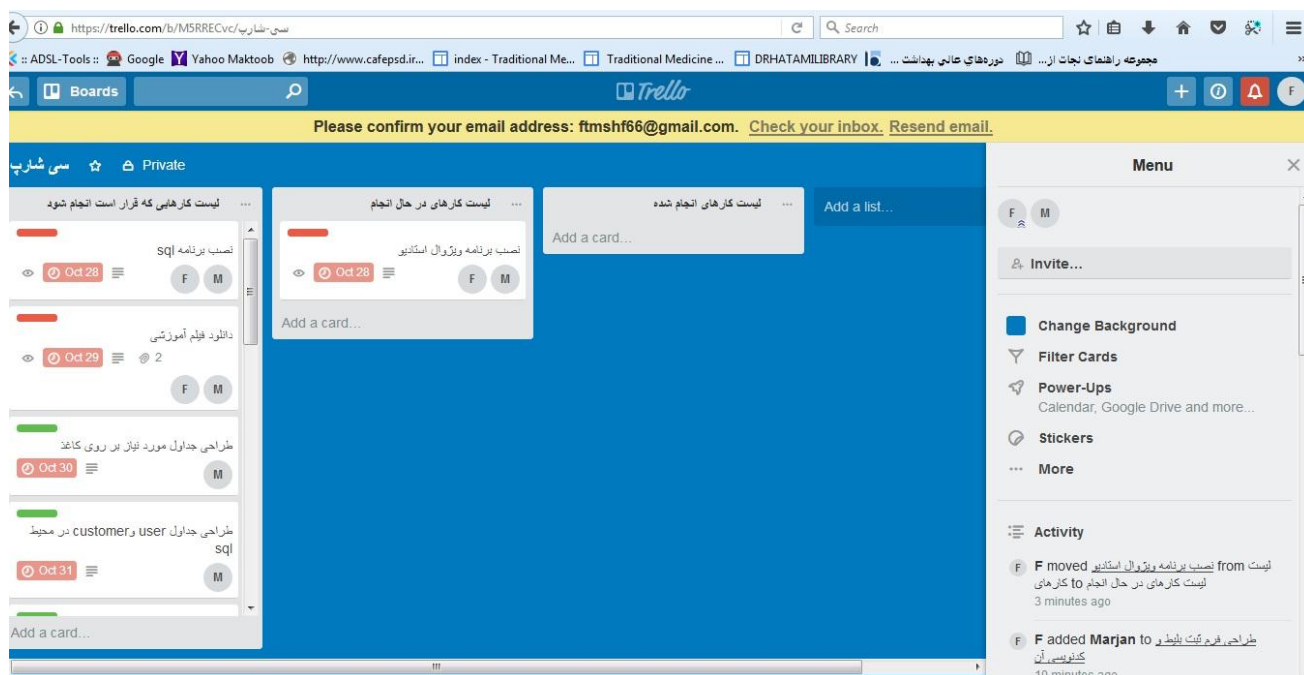 https://trello.com/b/M5RRECvc/سی-شارپ
Search
:: ADSL-Tools :: Google Yahoo Maktoob http://www.cafepsd.ir... index - Traditional Me... Traditional Medicine ... DRHATAMILIBRARY دوره‌های عالی بهداشت ... مجموعه راهنمای نجات از...
Boards
Trello
F
Please confirm your email address: ftmshf66@gmail.com. Check your inbox. Resend email.
سی شارپ Private
لیست کارهایی که قرار است انجام شود
نصب برنامه sql
Oct 28
F M
دانلود فیلم آموزشی
Oct 29 2
F M
طراحی جداول مورد نیاز بر روی کاغذ
Oct 30
M
طراحی جداول user وcustomer در محیط
sql
Oct 31
M
Add a card...
لیست کارهای در حال انجام
نصب برنامه ویژوال استادیو
Oct 28
F M
Add a card...
لیست کارهای انجام شده
Add a card...
Add a list...
Menu
F M
Invite...
Change Background
Filter Cards
Power-Ups
Calendar, Google Drive and more...
Stickers
More
Activity
F F moved نصب برنامه ویژوال استادیو from لیست
کارهای to لیست کارهای در حال انجام
3 minutes ago
F F added Marjan to طراحی فرم ثبت بلیط و
کدنویسی آن
10 minutes ago